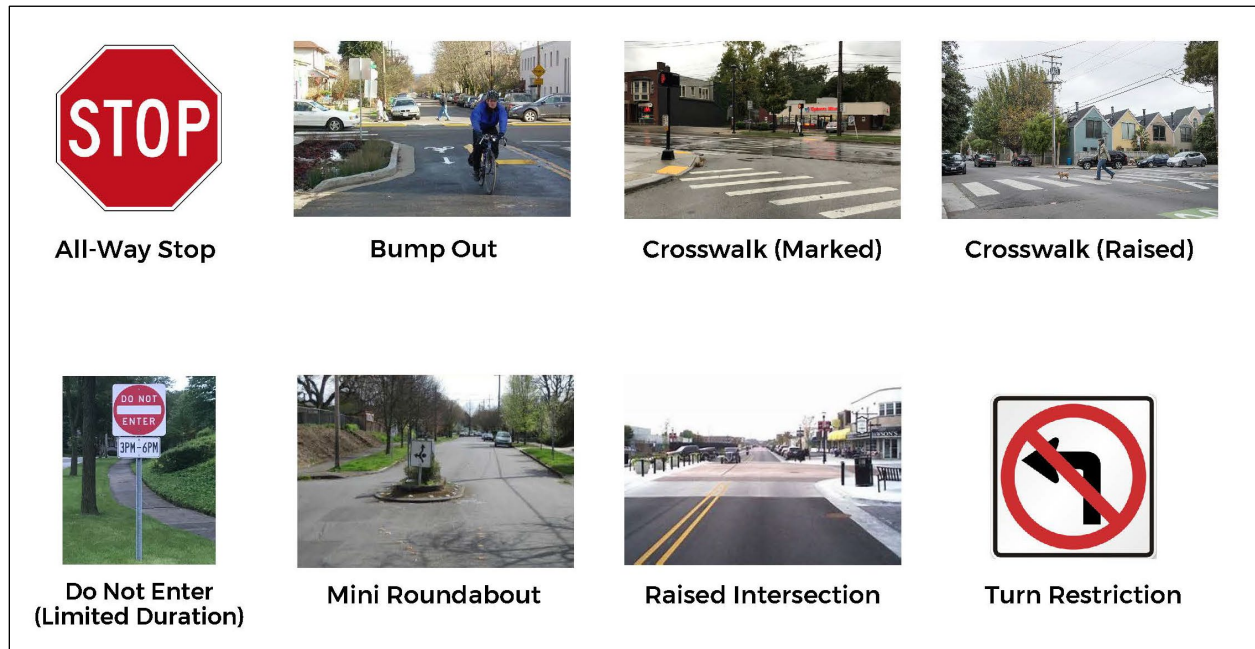 STOP
All-Way Stop
Bump Out
Crosswalk (Marked)
Crosswalk (Raised)
DO NOT
ENTER
3PM-6PM
Do Not Enter
(Limited Duration)
Mini Roundabout
Raised Intersection
Turn Restriction